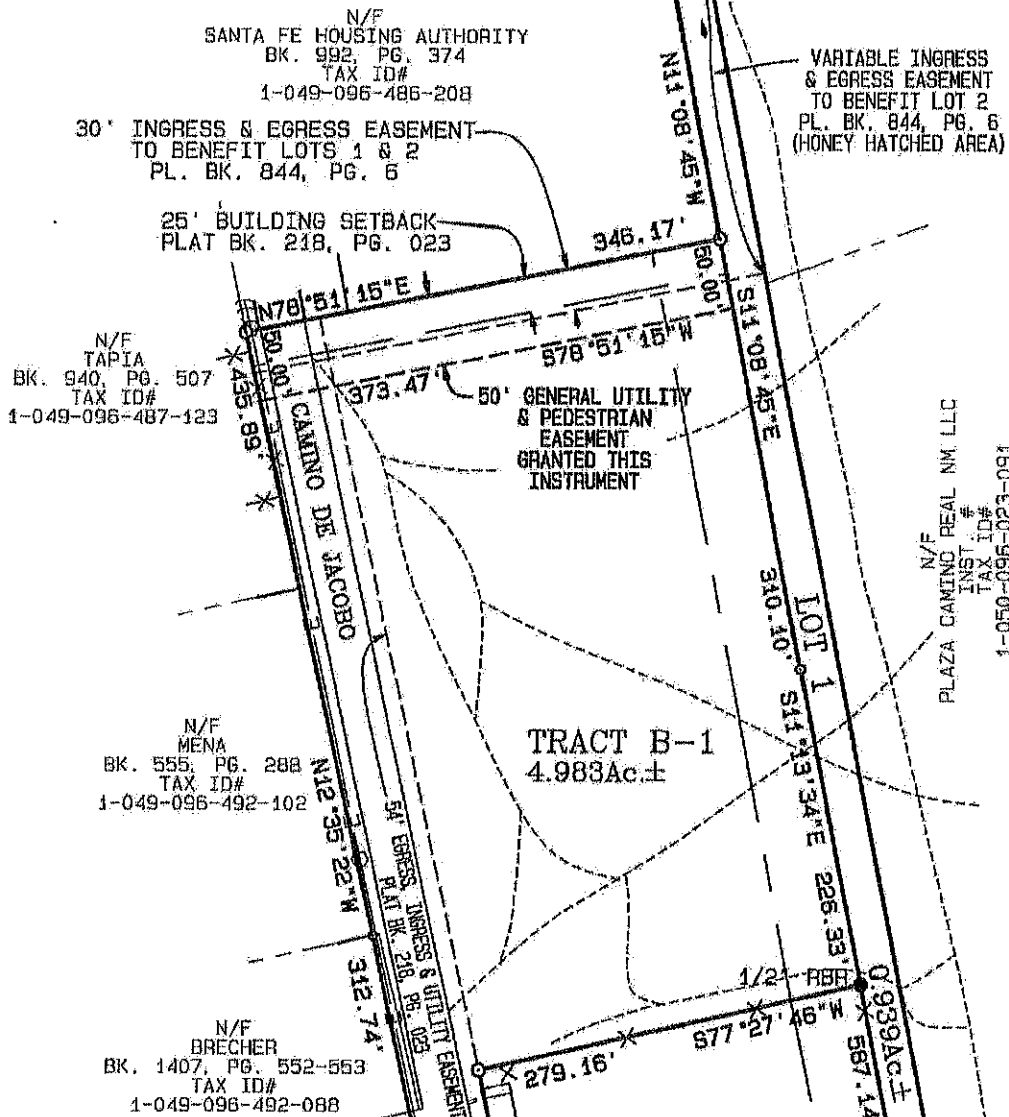 N/F
SANTA FE HOUSING AUTHORITY
BK. 992, PG. 374
TAX ID#
1-049-096-486-208
30' INGRESS & EGRESS EASEMENT
TO BENEFIT LOTS 1 & 2
PL. BK. 844, PG. 6
25' BUILDING SETBACK
PLAT BK. 218, PG. 023
VARIABLE INGRESS
& EGRESS EASEMENT
TO BENEFIT LOT 2
PL. BK. 844, PG. 6
(HONEY HATCHED AREA)
N11°08'45"W
346.17'
N78°51'15"E
50.00'
S11°08'45"E
50.00'
S78°51'15"W
373.47'
50' GENERAL UTILITY
& PEDESTRIAN
EASEMENT
GRANTED THIS
INSTRUMENT
N/F
TAPIA
BK. 940, PG. 507
TAX ID#
1-049-096-487-123
435.89'
CAMINO DE JACOBO
N/F
PLAZA CAMINO REAL NM LLC
INST #
TAX ID#
1-050-096-023-091
310.10'
LOT 1
S11°13'34"E 226.33'
TRACT B-1
4.983Ac.±
N/F
MENA
BK. 555, PG. 288
TAX ID#
1-049-096-492-102
N12°35'22"W
54' EGRESS, INGRESS & UTILITY EASEMENT
PLAT BK. 218, PG. 023
312.74'
1/2" RBR
S77°27'46"W
279.16'
0.939Ac.±
587.14
N/F
BRECHER
BK. 1407, PG. 552-553
TAX ID#
1-049-096-492-088